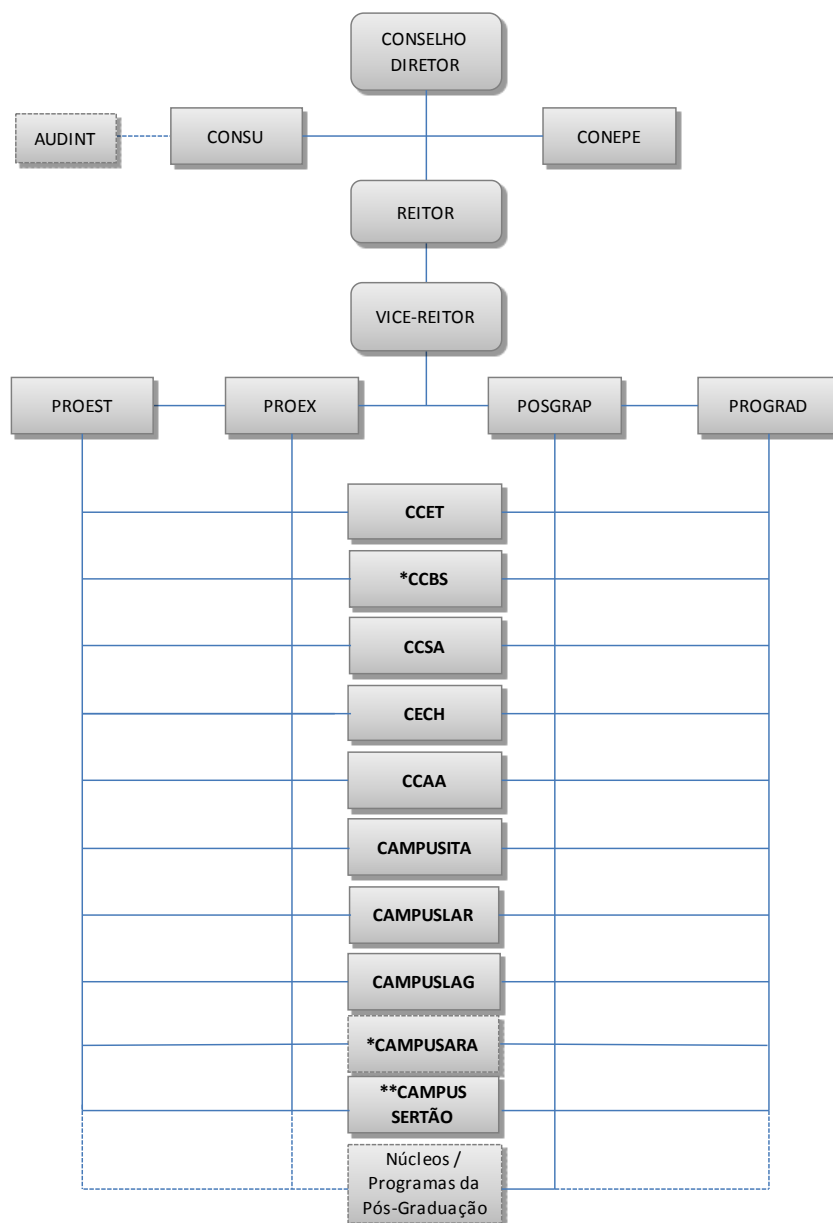 CONSELHO
DIRETOR
AUDINT
CONSU
CONEPE
REITOR
VICE-REITOR
PROEST
PROEX
POSGRAP
PROGRAD
CCET
*CCBS
CCSA
CECH
CCAA
CAMPUSITA
CAMPUSLAR
CAMPUSLAG
*CAMPUSARA
**CAMPUS
SERTÃO
Núcleos /
Programas da
Pós-Graduação